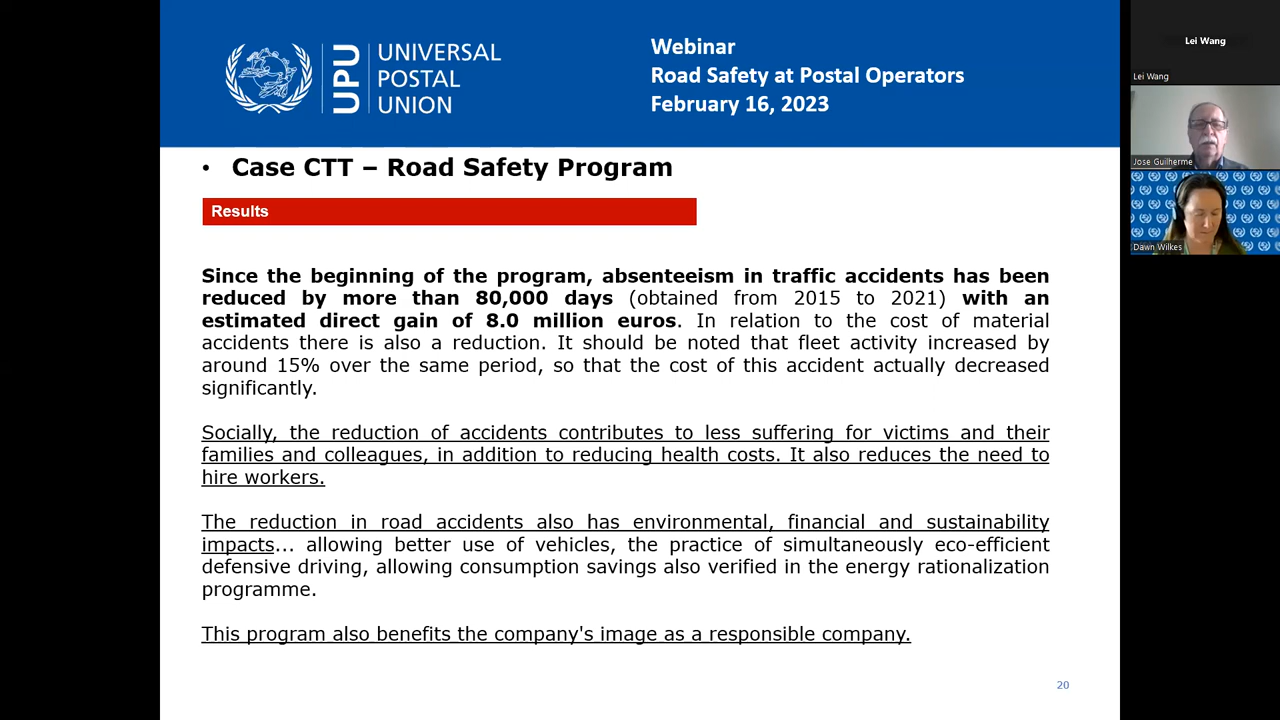 UPU
UNIVERSAL
POSTAL
UNION
Webinar
Road Safety at Postal Operators
February 16, 2023
• Case CTT – Road Safety Program
Results
Since the beginning of the program, absenteeism in traffic accidents has been
reduced by more than 80,000 days (obtained from 2015 to 2021) with an
estimated direct gain of 8.0 million euros. In relation to the cost of material
accidents there is also a reduction. It should be noted that fleet activity increased by
around 15% over the same period, so that the cost of this accident actually decreased
significantly.
Socially, the reduction of accidents contributes to less suffering for victims and their
families and colleagues, in addition to reducing health costs. It also reduces the need to
hire workers.
The reduction in road accidents also has environmental, financial and sustainability
impacts... allowing better use of vehicles, the practice of simultaneously eco-efficient
defensive driving, allowing consumption savings also verified in the energy rationalization
programme.
This program also benefits the company's image as a responsible company.
20
Lei Wang
Lei Wang
Jose Guilherme
Dawn Wilkes